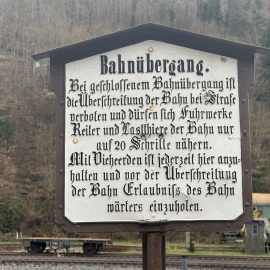 Bahnübergang.
Bei geschlossenem Bahnübergang ist
die Überschreitung der Bahn bei Strafe
verboten und dürfen sich Fuhrwerke
Reiter und Lastthiere der Bahn nur
auf 20 Schritte nähern.
Mit Vieheerden ist jederzeit hier anzu-
halten und vor der Überschreitung
der Bahn Erlaubniss des Bahn
wärters einzuholen.